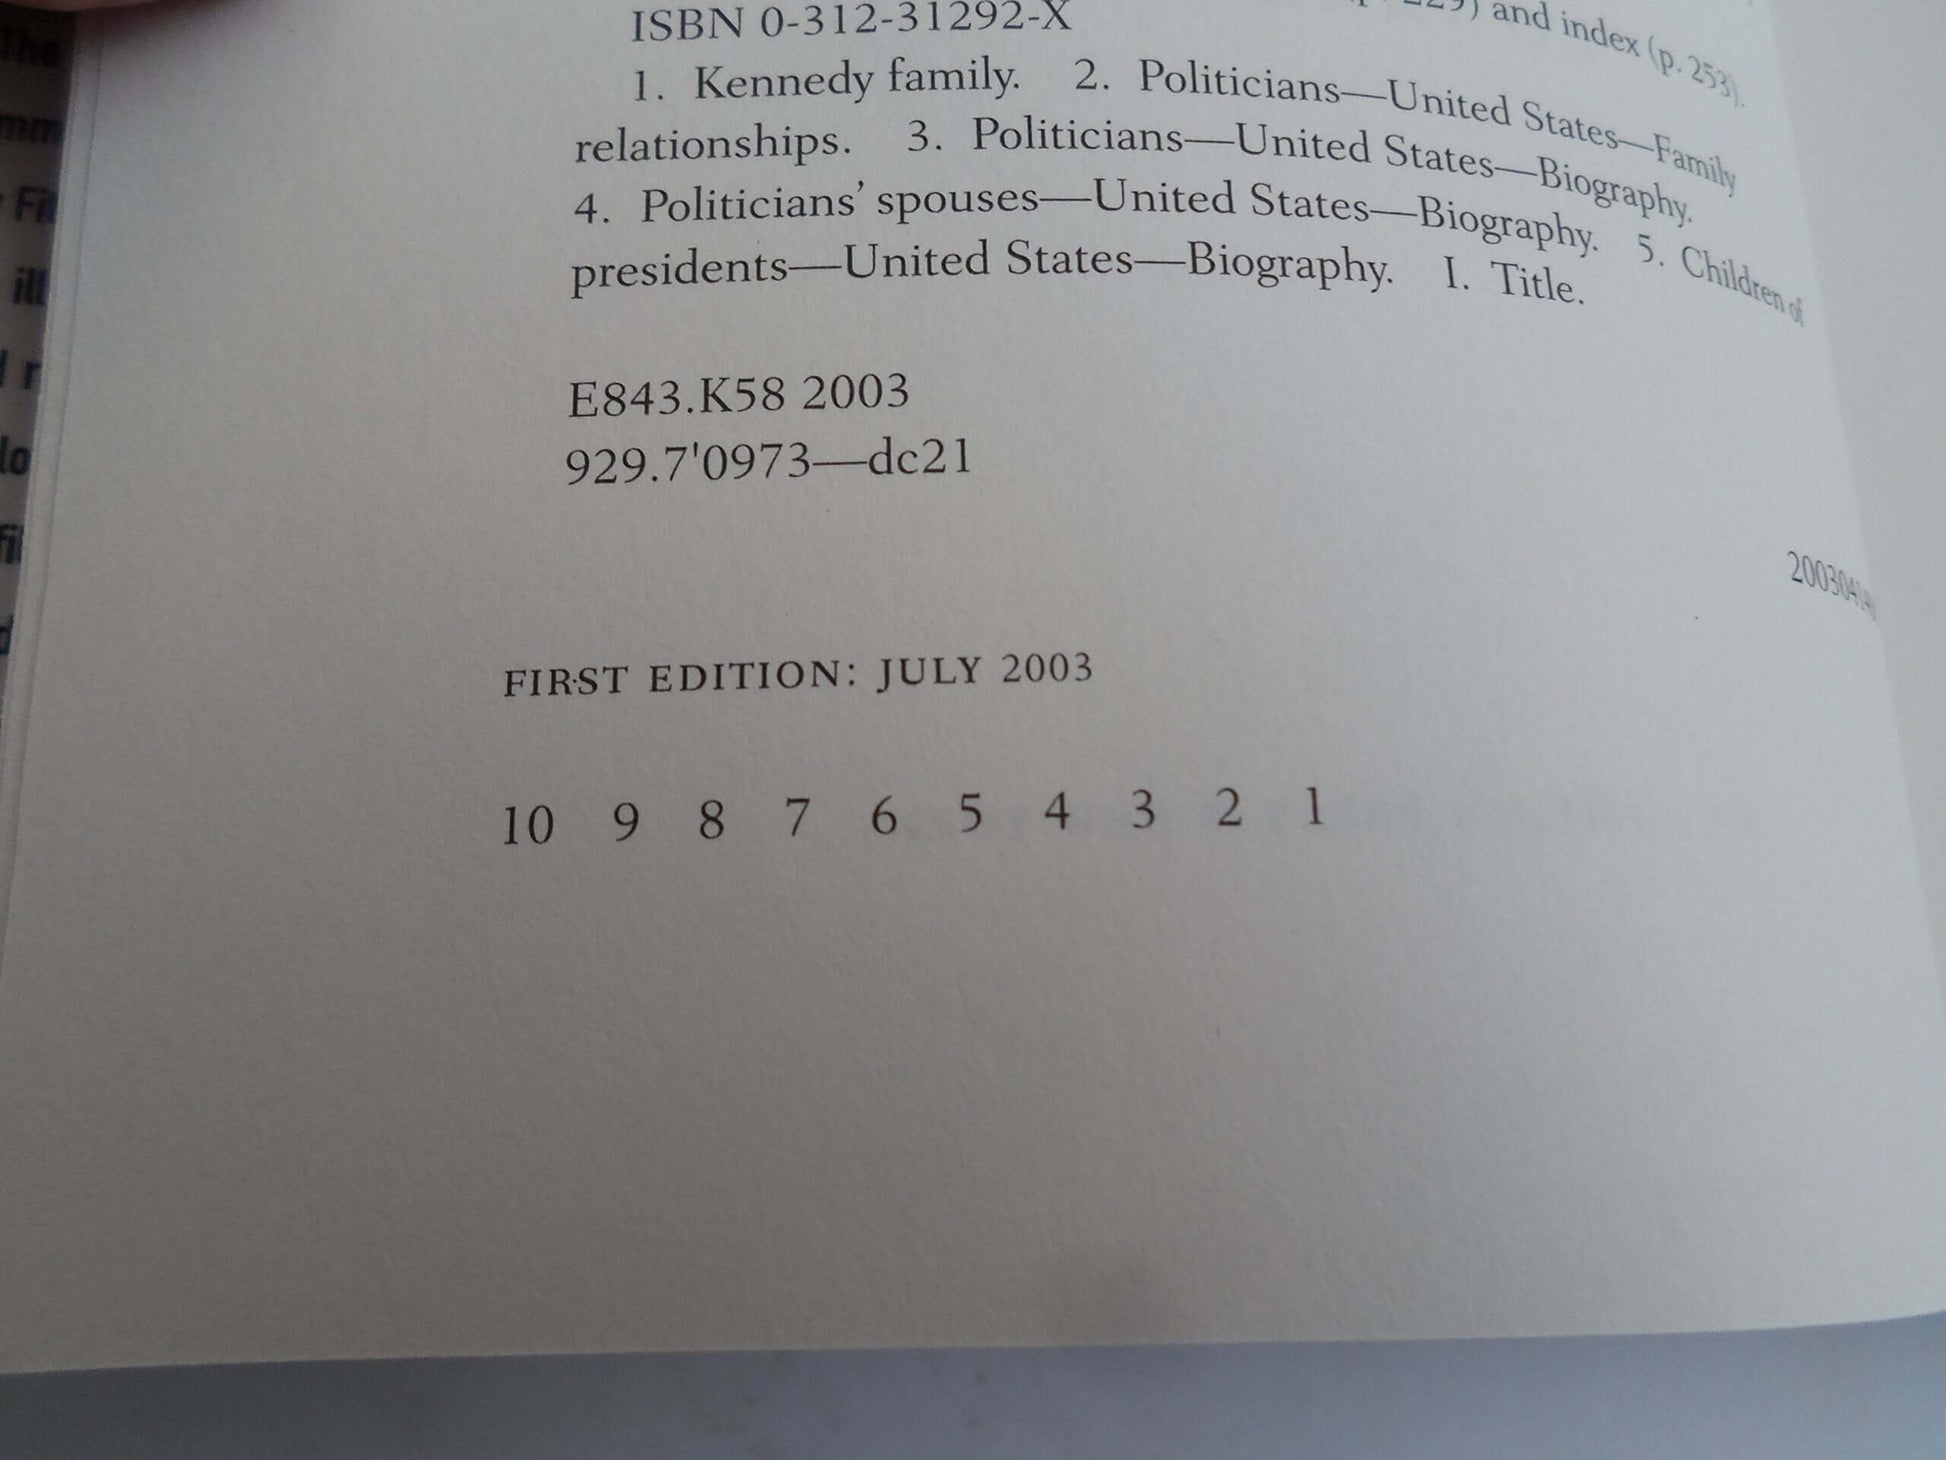 ISBN 0-312-31292-X
and index (p. 253).
1. Kennedy family. 2. Politicians—United States—Family
relationships. 3. Politicians—United States—Biography.
4. Politicians' spouses—United States—Biography. 5. Children of
presidents—United States—Biography. I. Title.
E843.K58 2003
929.7'0973—dc21
FIRST EDITION: JULY 2003
10 9 8 7 6 5 4 3 2 1